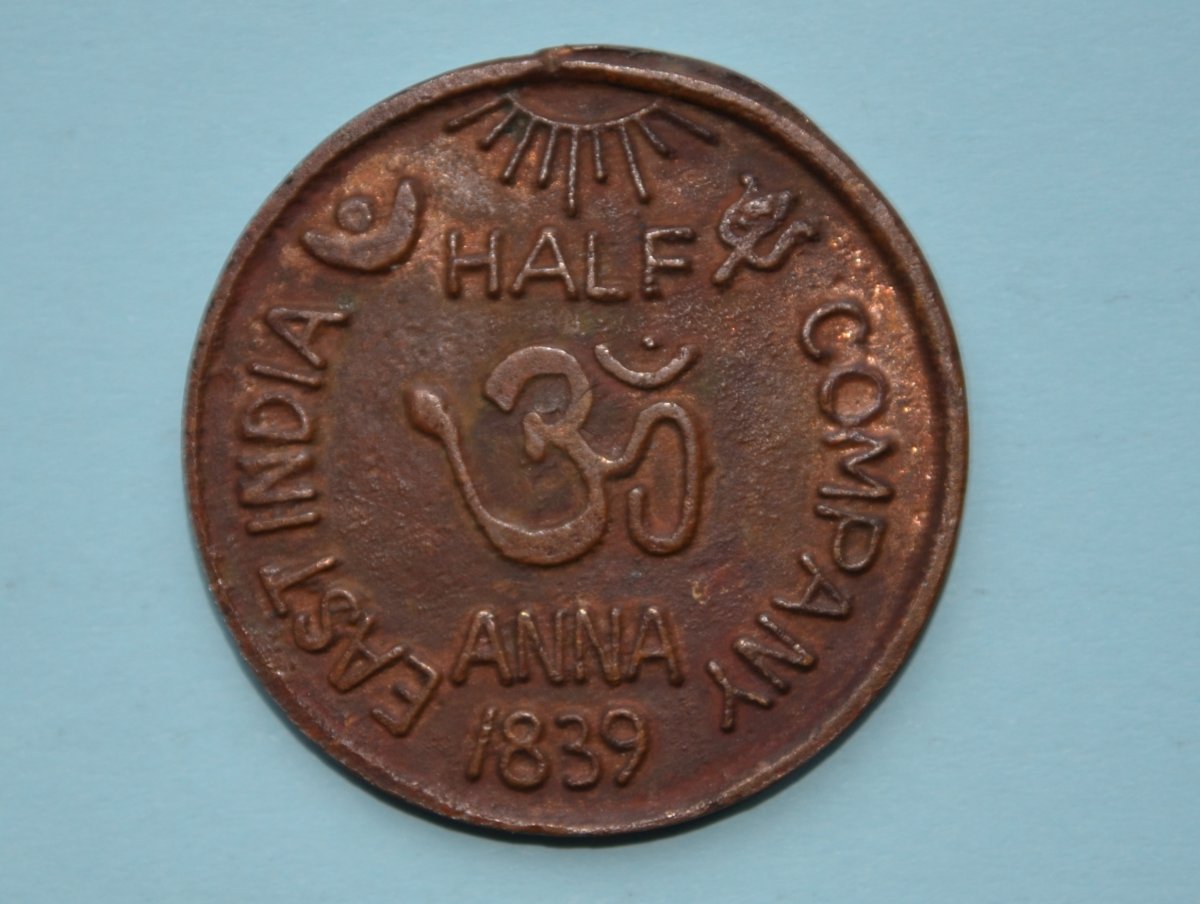 HALF
EAST INDIA COMPANY
ॐ
ANNA
1839